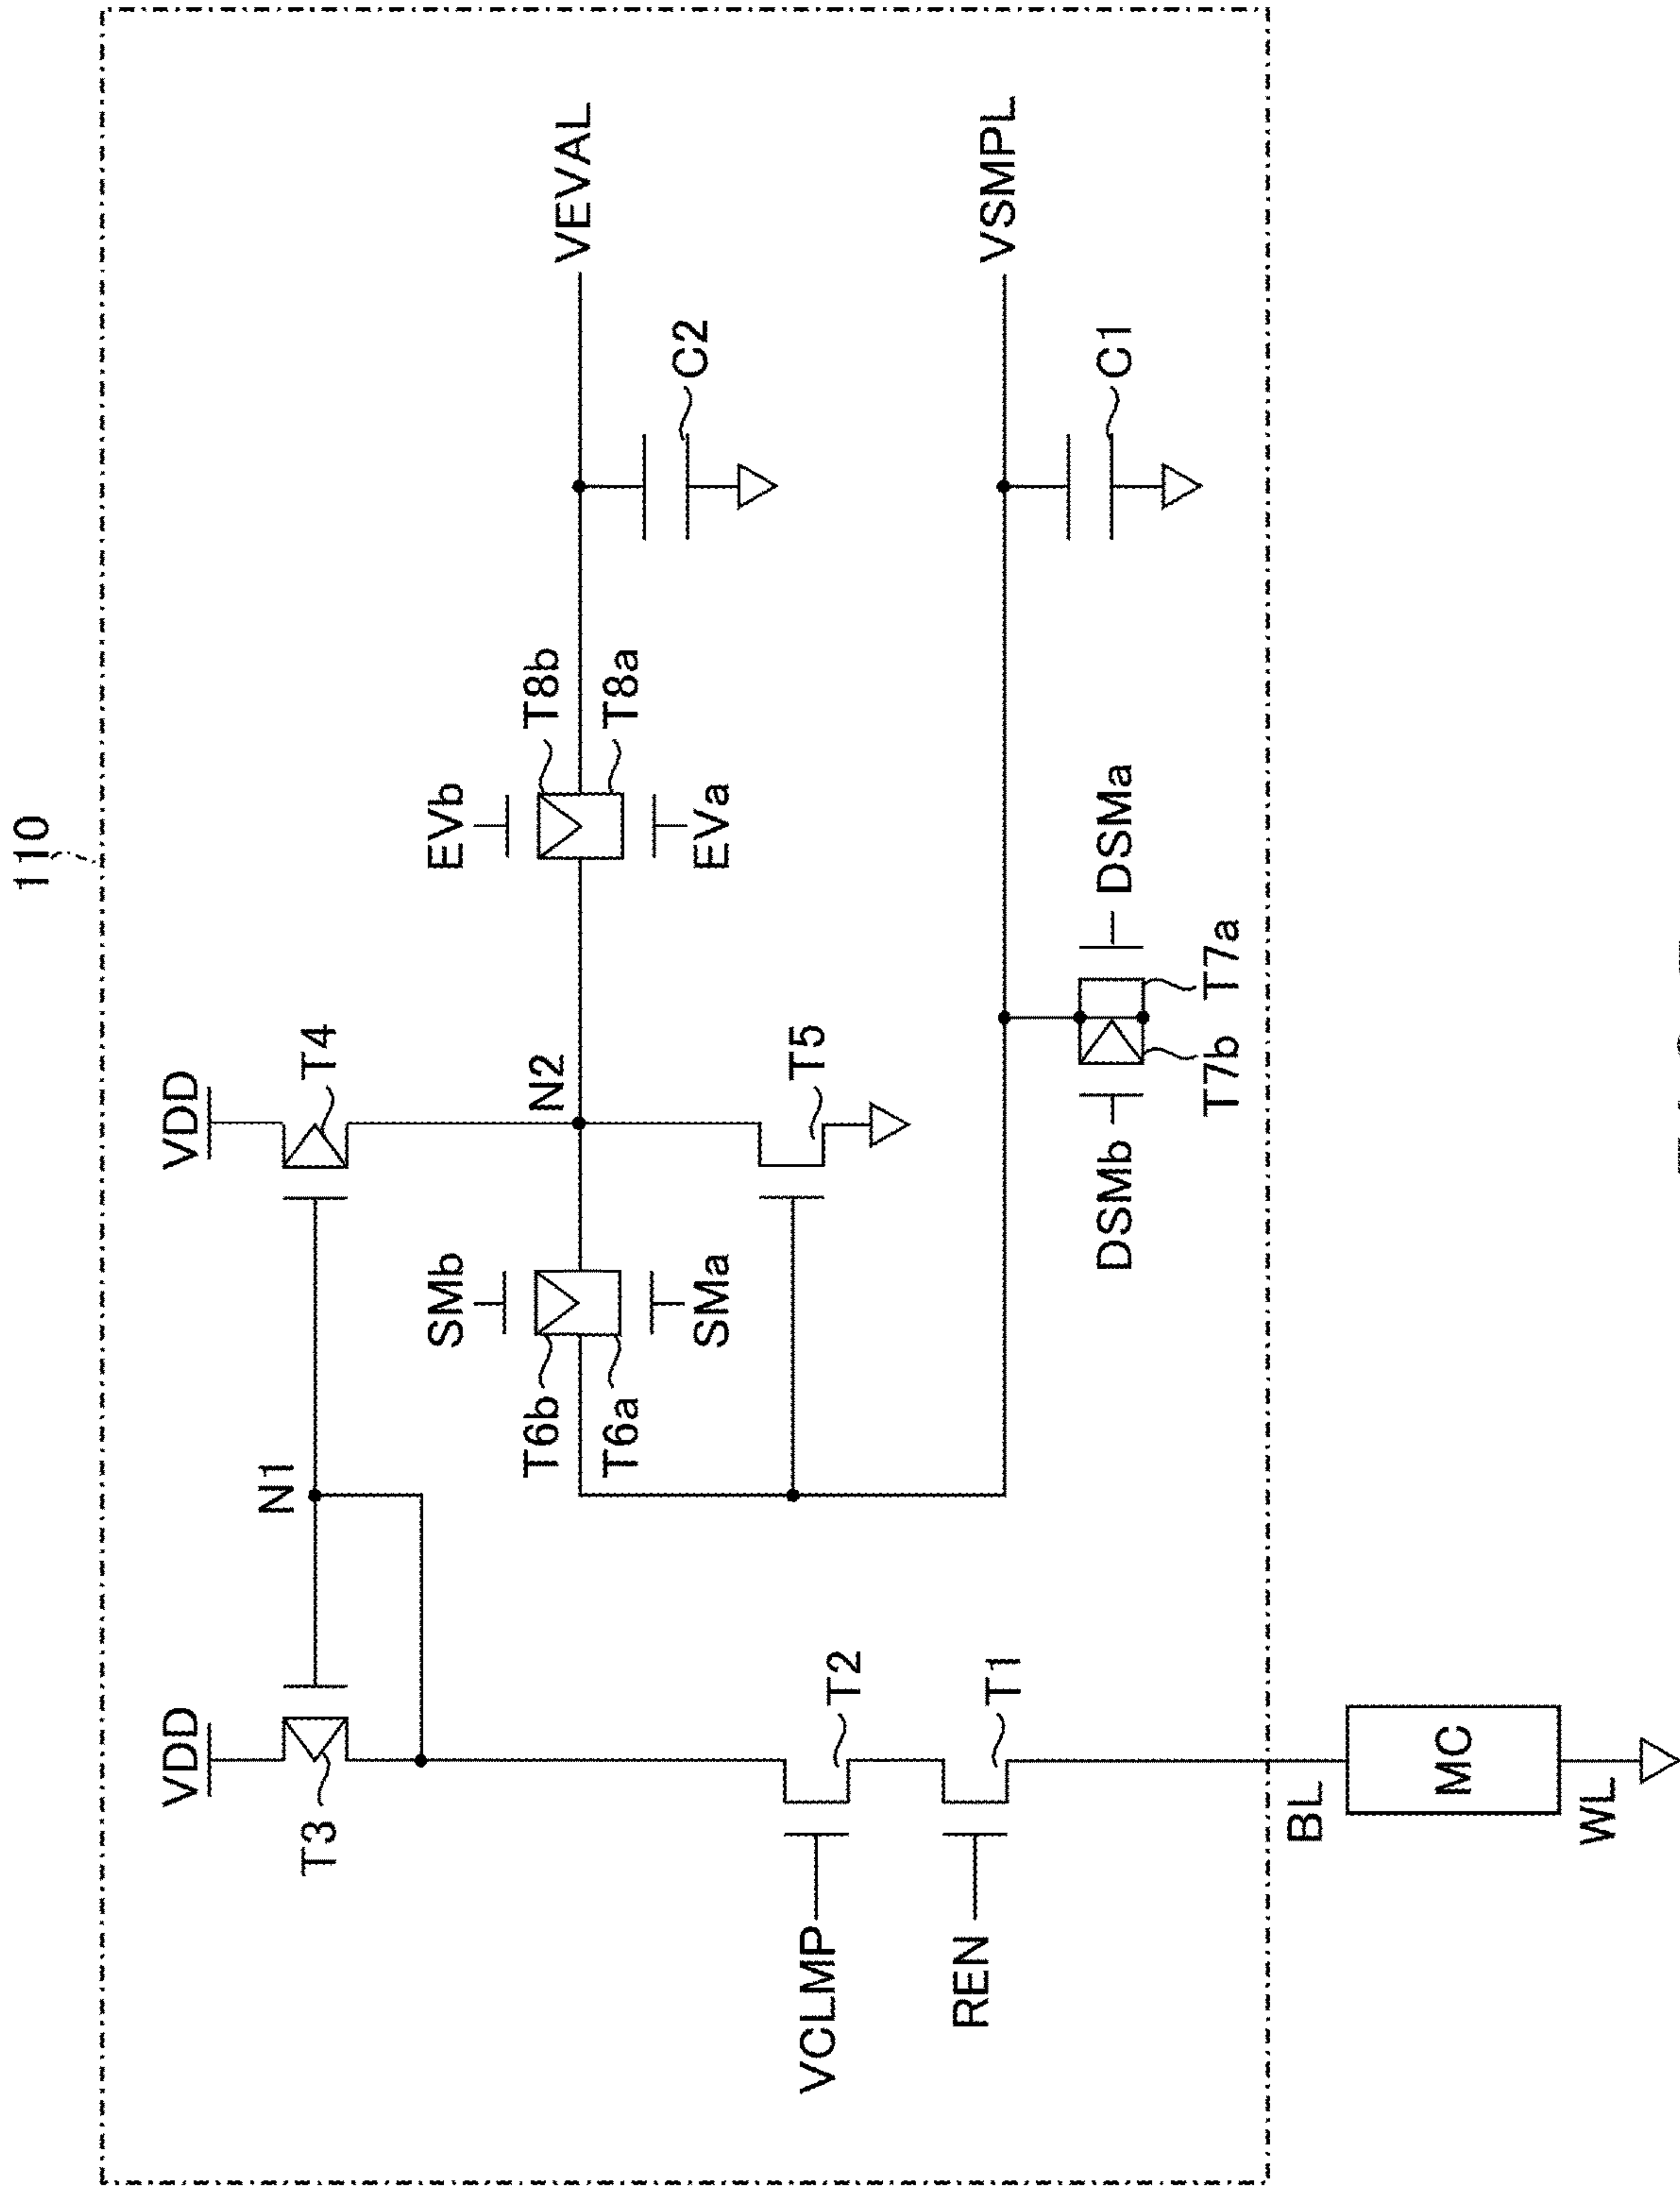 110
VDD
VDD
T3
N1
T4
SMb
EVb
T6b
T6a
N2
T8b
T8a
VEVAL
SMa
EVa
C2
VCLMP
T2
T5
REN
T1
VSMPL
DSMb
DSMa
C1
T7b
T7a
BL
MC
WL